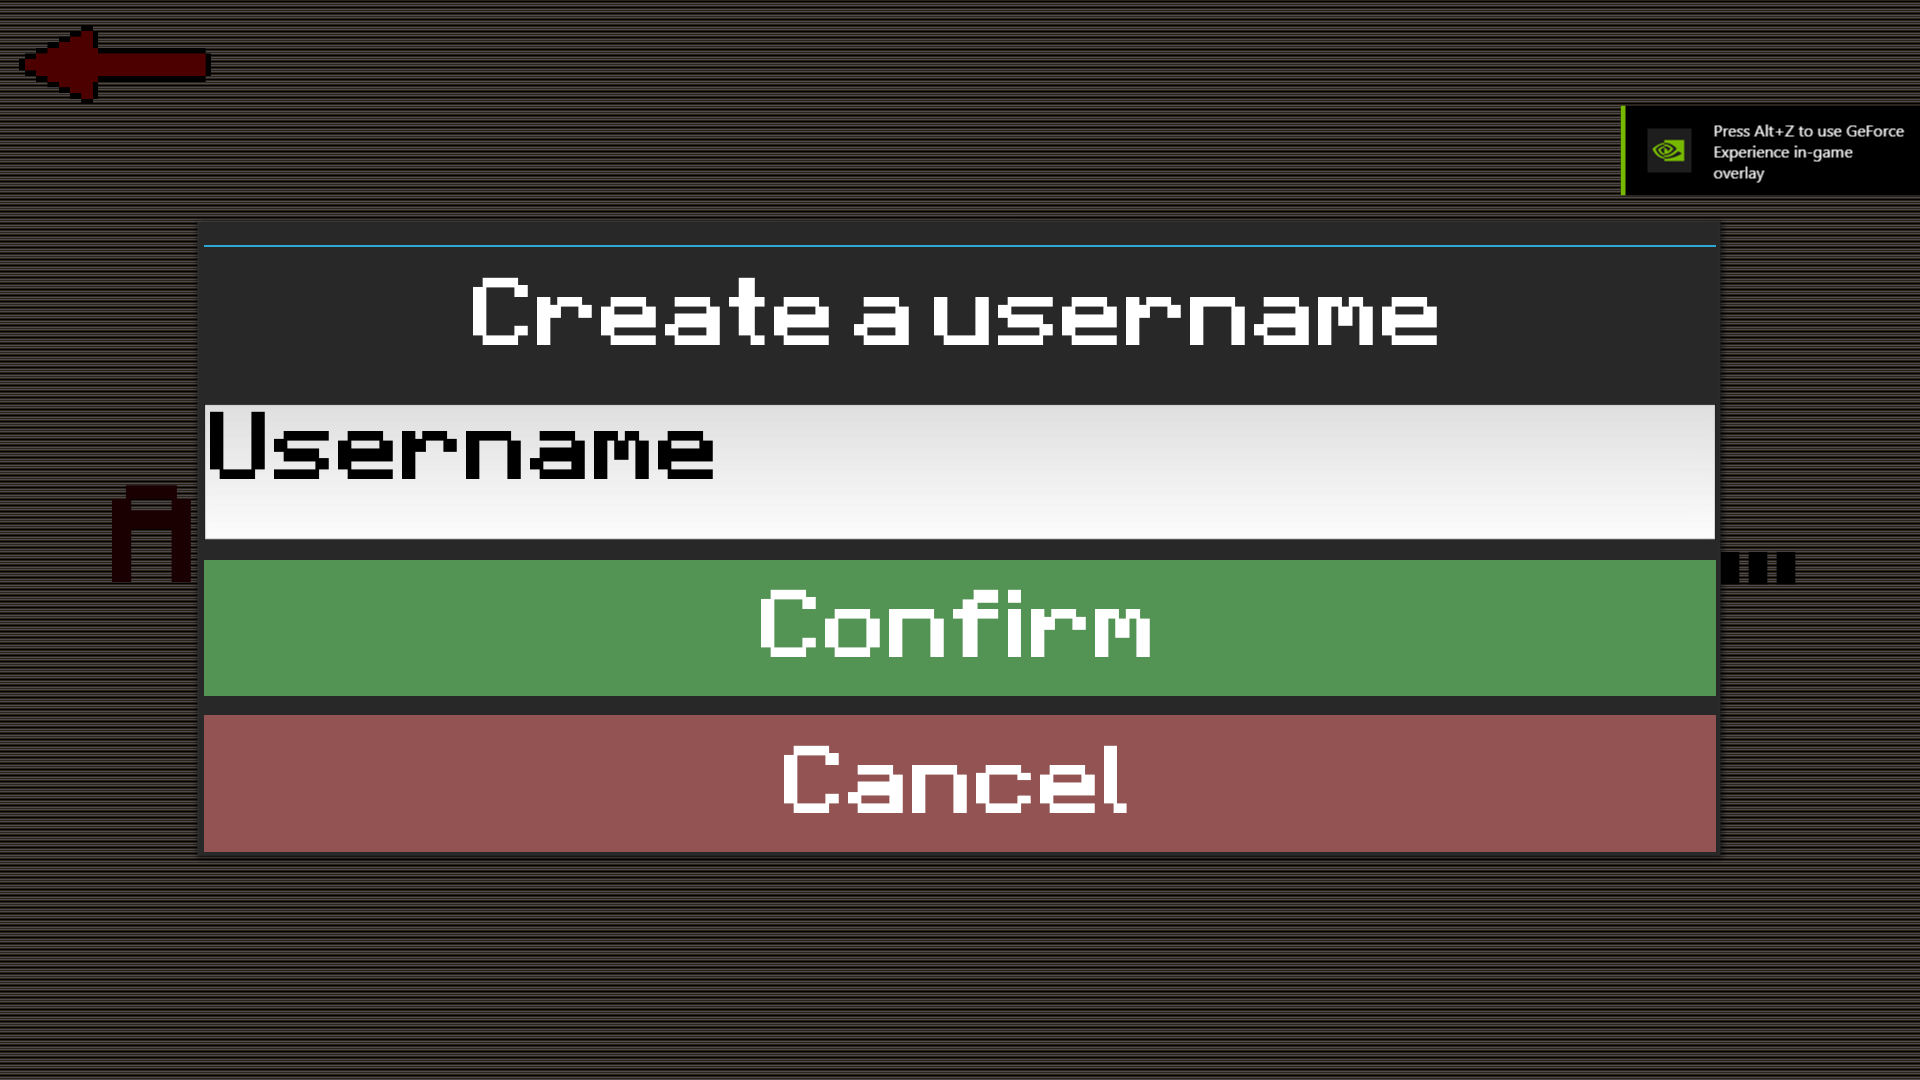 Press Alt+Z to use GeForce
Experience in-game
overlay
Create a username
Username
A
...
Confirm
Cancel